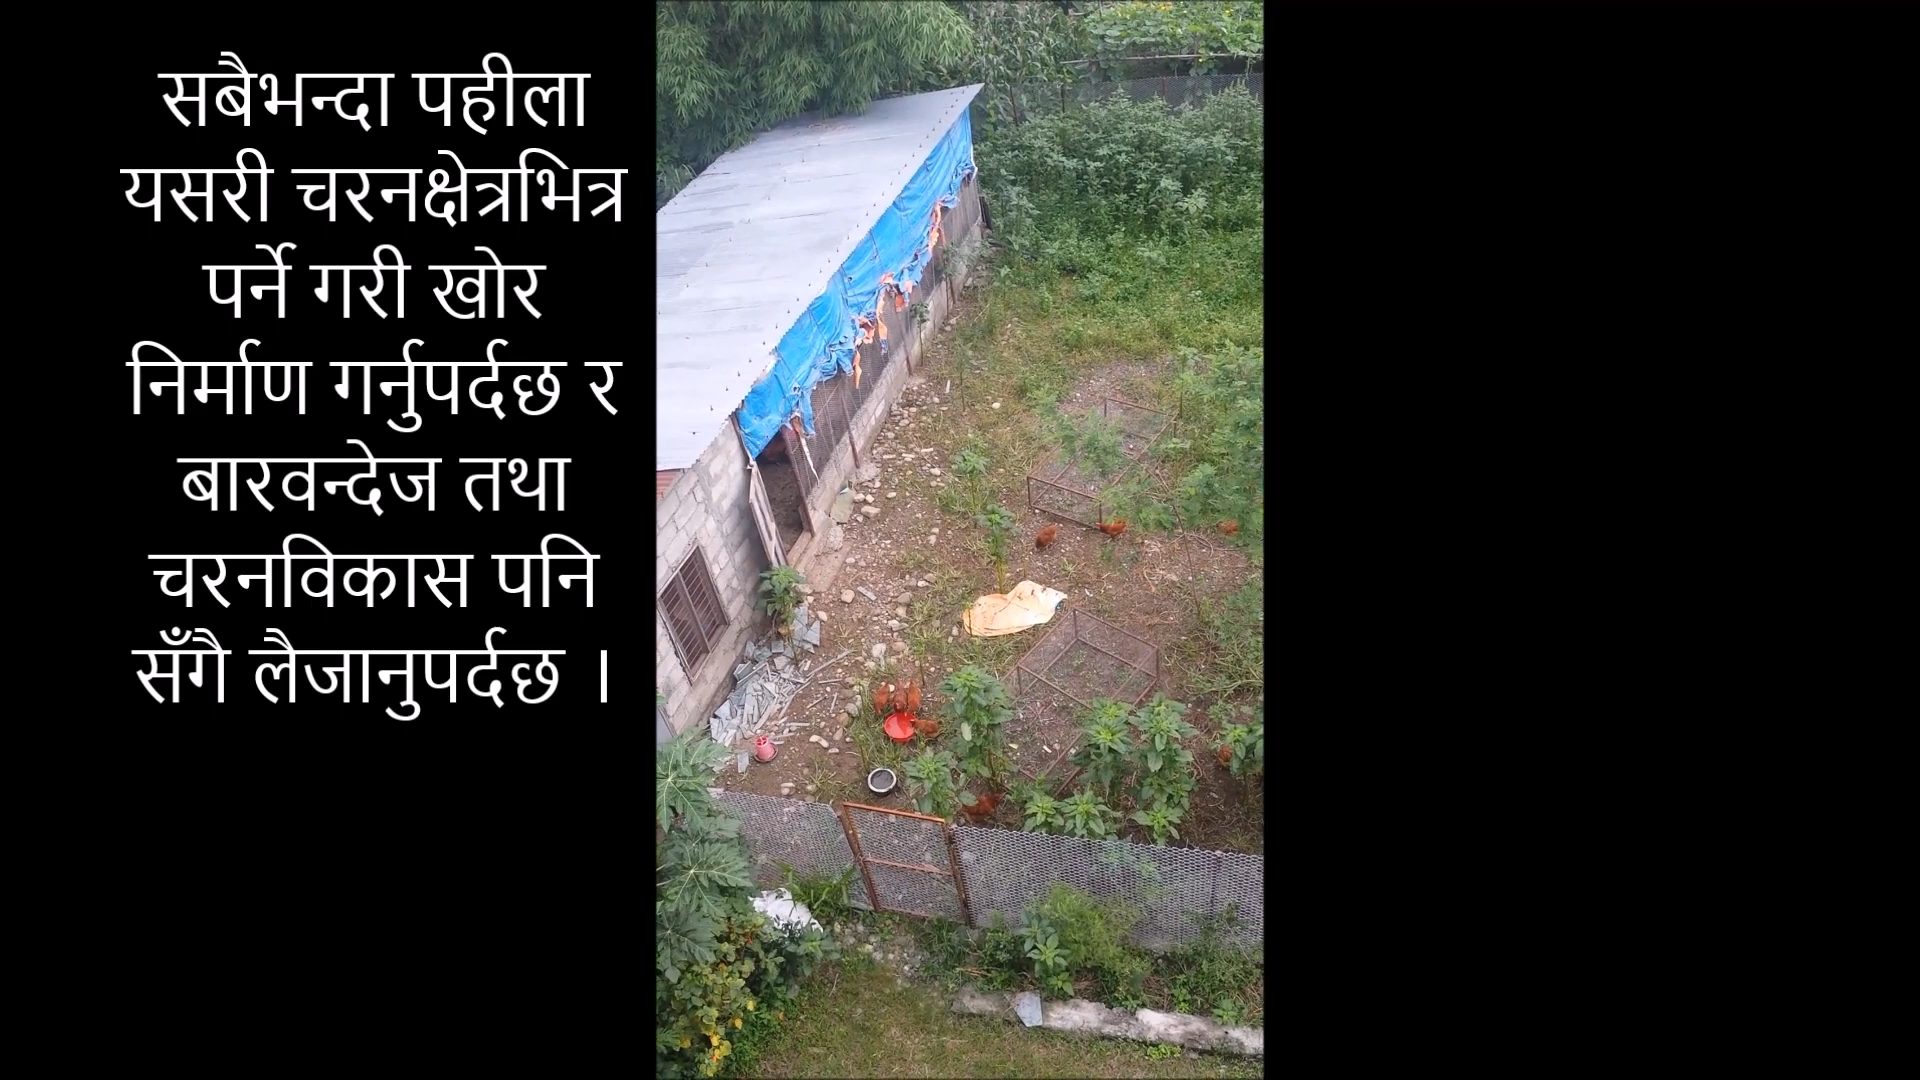 सबैभन्दा पहीला
यसरी चरनक्षेत्रभित्र
पर्ने गरी खोर
निर्माण गर्नुपर्दछ र
बारवन्देज तथा
चरनविकास पनि
सँगै लैजानुपर्दछ ।